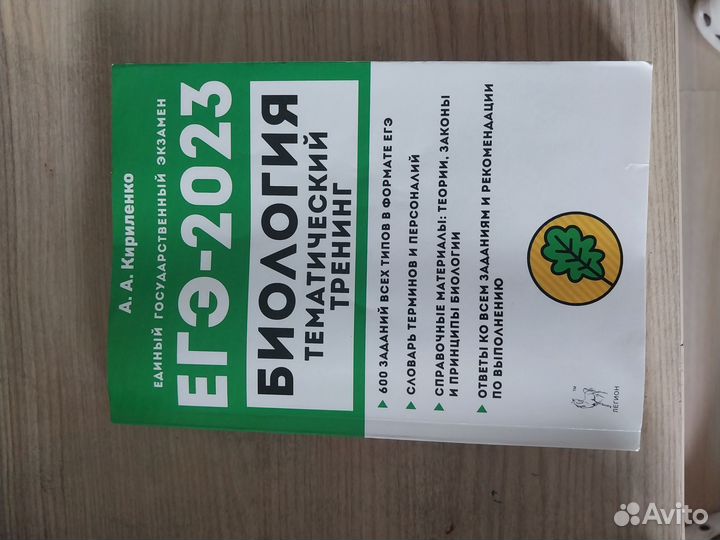 А. А. Кириленко
ЕДИНЫЙ ГОСУДАРСТВЕННЫЙ ЭКЗАМЕН
ЕГЭ-2023
БИОЛОГИЯ
ТЕМАТИЧЕСКИЙ
ТРЕНИНГ
600 ЗАДАНИЙ ВСЕХ ТИПОВ В ФОРМАТЕ ЕГЭ
СЛОВАРЬ ТЕРМИНОВ И ПЕРСОНАЛИЙ
СПРАВОЧНЫЕ МАТЕРИАЛЫ: ТЕОРИИ, ЗАКОНЫ
И ПРИНЦИПЫ БИОЛОГИИ
ОТВЕТЫ КО ВСЕМ ЗАДАНИЯМ И РЕКОМЕНДАЦИИ
ПО ВЫПОЛНЕНИЮ
TM
ЛЕГИОН
Avito